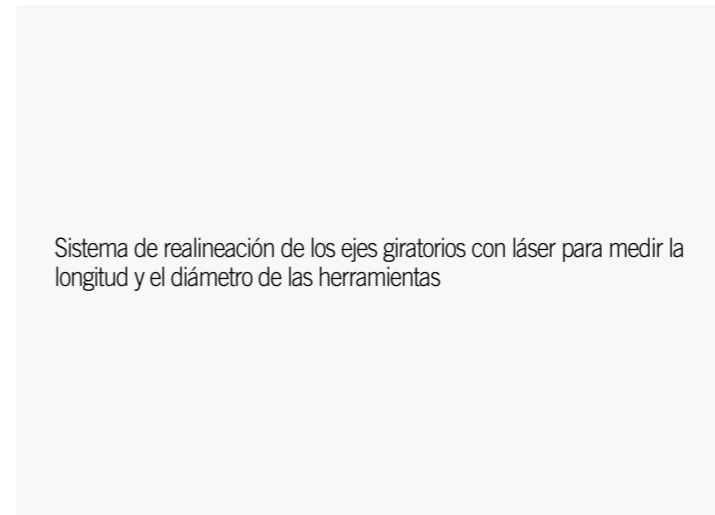 Sistema de realineación de los ejes giratorios con láser para medir la
longitud y el diámetro de las herramientas